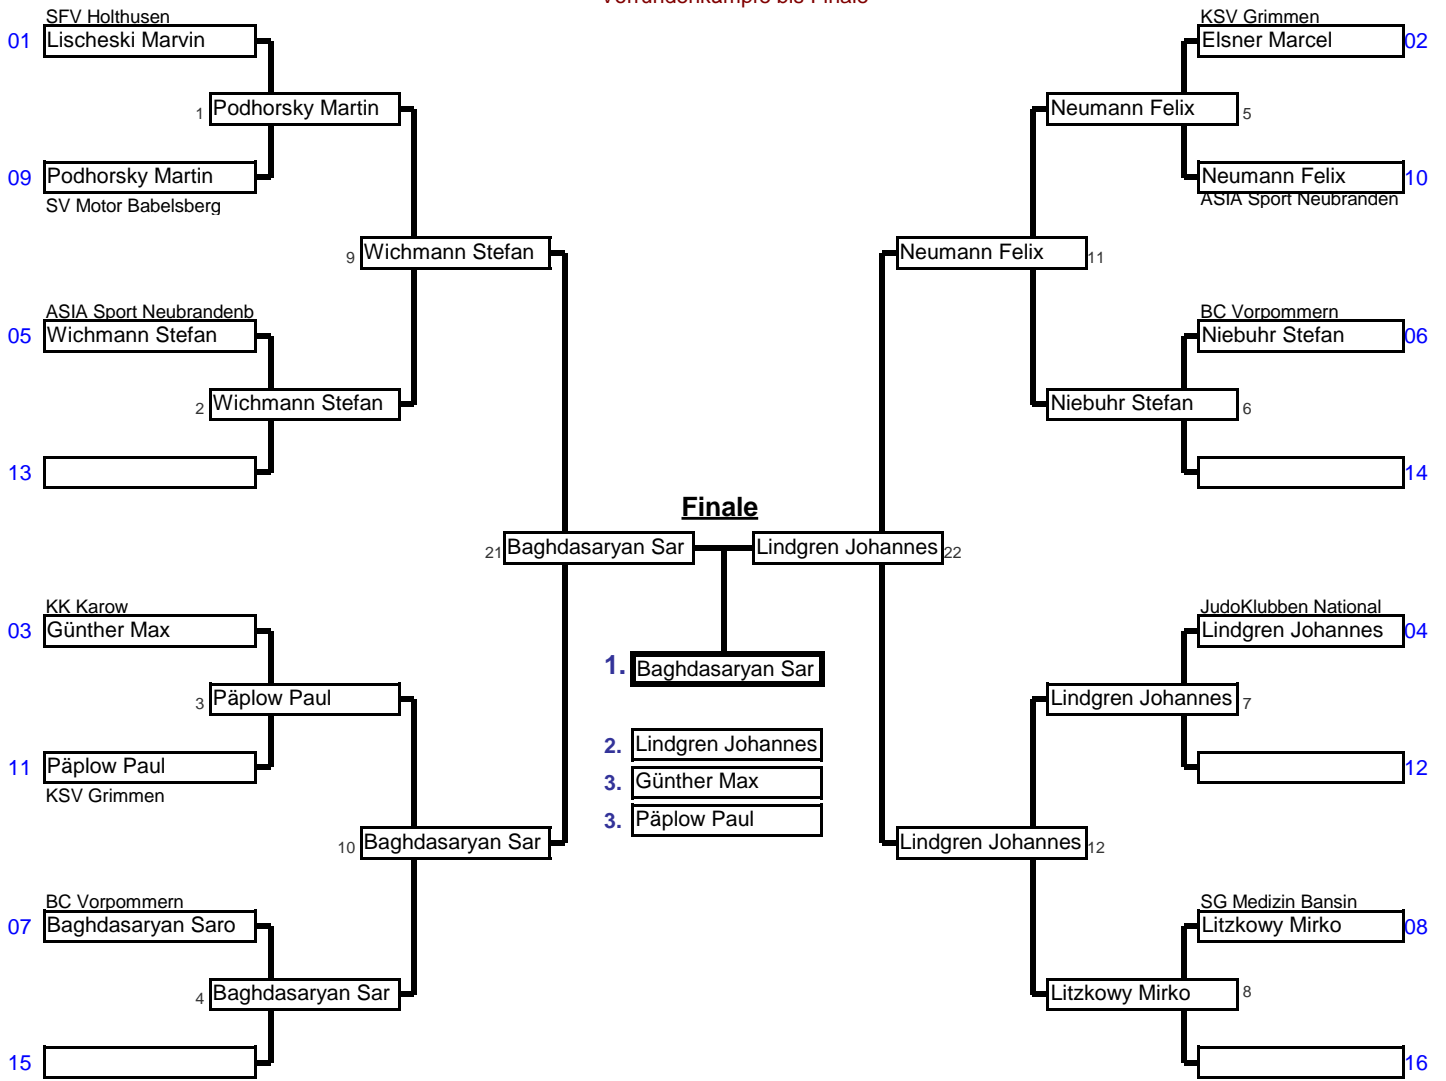 Vorrundenkämpfe bis Finale
SFV Holthusen
01 Lischeski Marvin
1 Podhorsky Martin
09 Podhorsky Martin
SV Motor Babelsberg
9 Wichmann Stefan
ASIA Sport Neubrandenb
05 Wichmann Stefan
2 Wichmann Stefan
13
21 Baghdasaryan Sar
KK Karow
03 Günther Max
3 Päplow Paul
11 Päplow Paul
KSV Grimmen
10 Baghdasaryan Sar
BC Vorpommern
07 Baghdasaryan Saro
4 Baghdasaryan Sar
15
Finale
1. Baghdasaryan Sar
2. Lindgren Johannes
3. Günther Max
3. Päplow Paul
KSV Grimmen
Elsner Marcel 02
Neumann Felix 5
Neumann Felix 10
ASIA Sport Neubranden
Neumann Felix 11
BC Vorpommern
Niebuhr Stefan 06
Niebuhr Stefan 6
14
Lindgren Johannes 22
JudoKlubben National
Lindgren Johannes 04
Lindgren Johannes 7
12
Lindgren Johannes 12
SG Medizin Bansin
Litzkowy Mirko 08
Litzkowy Mirko 8
16